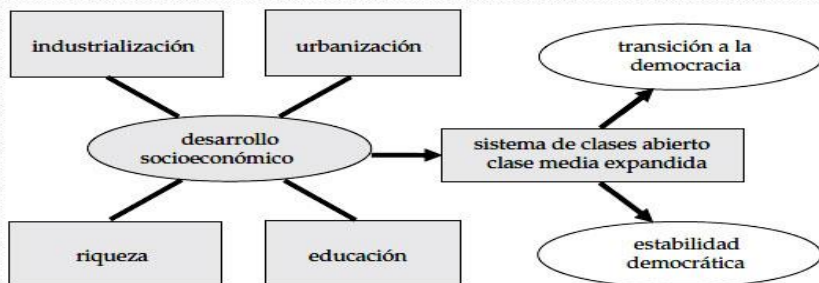 industrialización
urbanización
transición a la
democracia
desarrollo
socioeconómico
sistema de clases abierto
clase media expandida
riqueza
educación
estabilidad
democrática